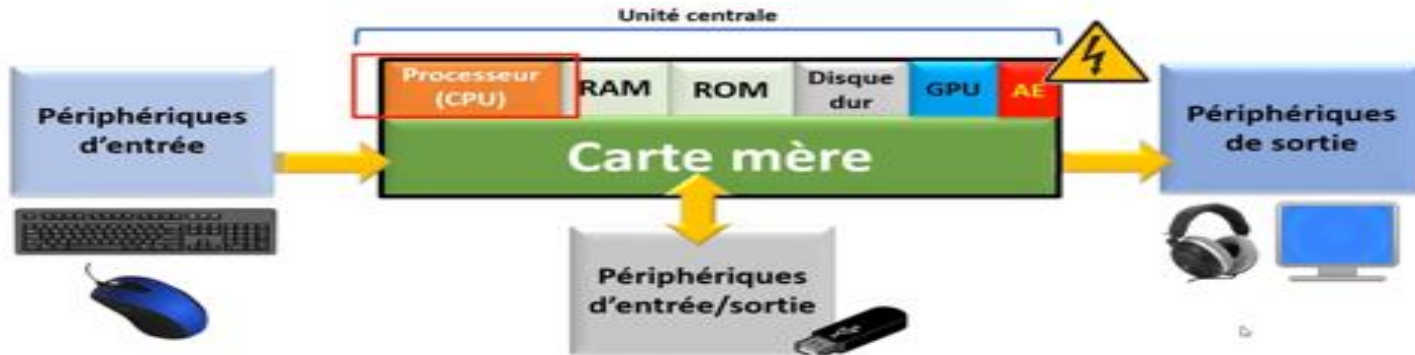 Unité centrale
Périphériques
d'entrée
Processeur
(CPU)
RAM
ROM
Disque
dur
GPU
AE
Carte mère
Périphériques
de sortie
Périphériques
d'entrée/sortie